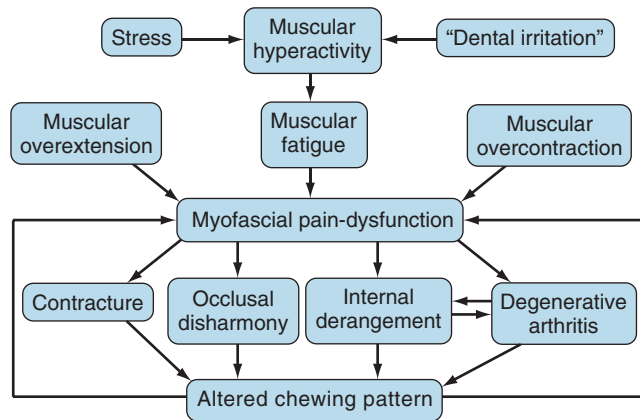 Stress
Muscular
hyperactivity
“Dental irritation”
Muscular
overextension
Muscular
fatigue
Muscular
overcontraction
Myofascial pain-dysfunction
Contracture
Occlusal
disharmony
Internal
derangement
Degenerative
arthritis
Altered chewing pattern